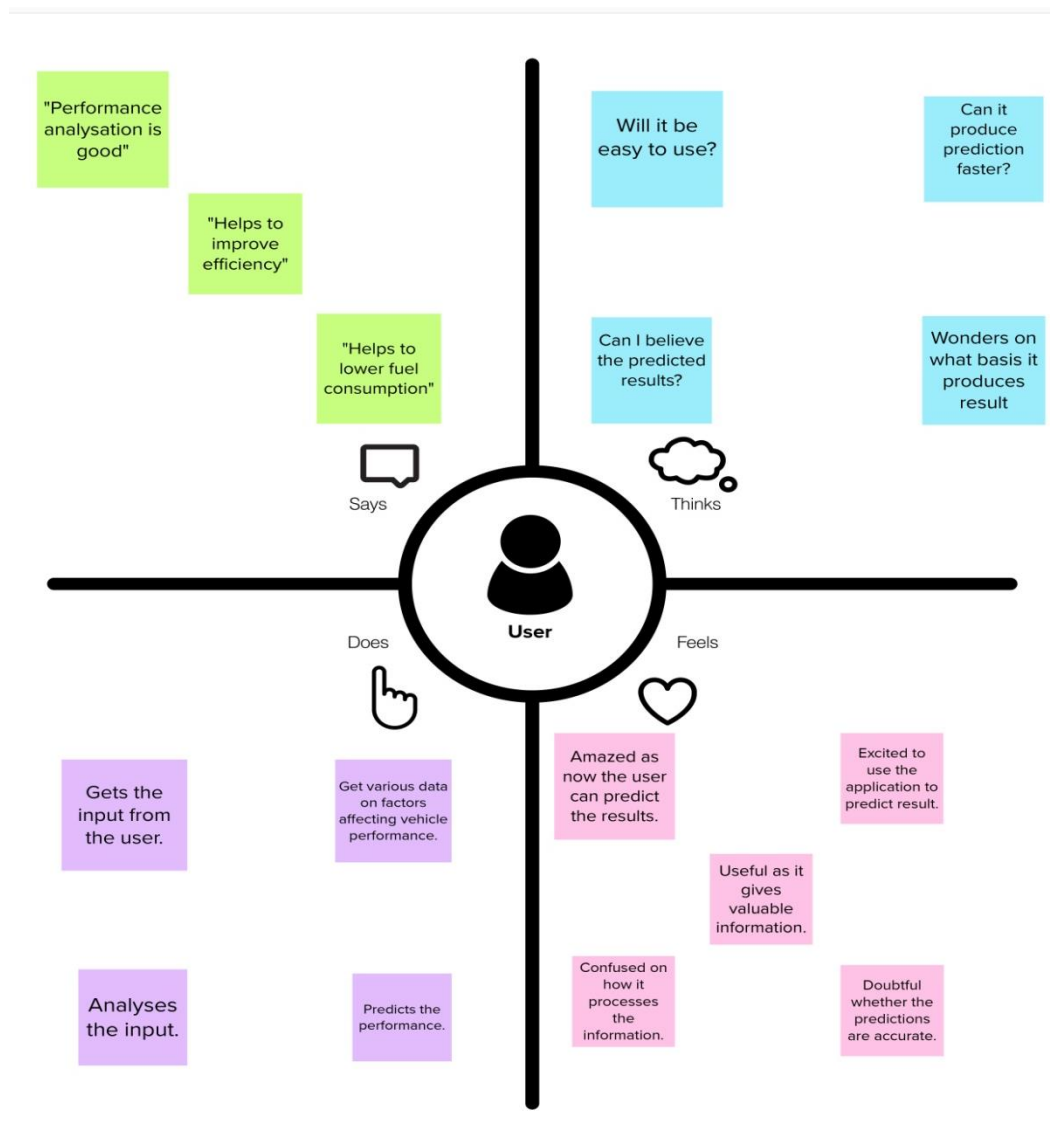 "Performance
analysation is
good"
"Helps to
improve
efficiency"
"Helps to
lower fuel
consumption"
Says
Will it be
easy to use?
Can it
produce
prediction
faster?
Can I believe
the predicted
results?
Wonders on
what basis it
produces
result
Thinks
User
Does
Gets the
input from
the user.
Get various data
on factors
affecting vehicle
performance.
Analyses
the input.
Predicts the
performance.
Feels
Amazed as
now the user
can predict
the results.
Excited to
use the
application to
predict result.
Useful as it
gives
valuable
information.
Confused on
how it
processes
the
information.
Doubtful
whether the
predictions
are accurate.